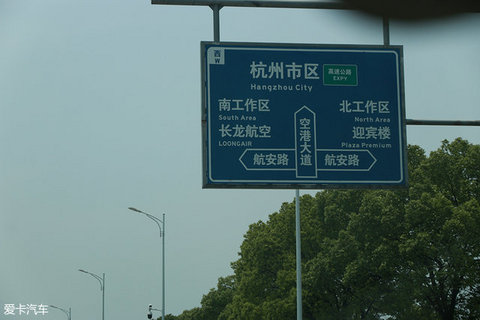 西
W
杭州市区
高速公路
EXPY
Hangzhou City
南工作区
South Area
北工作区
North Area
长龙航空
LOONGAIR
迎宾楼
Plaza Premium
空港大道
航安路
航安路
爱卡汽车